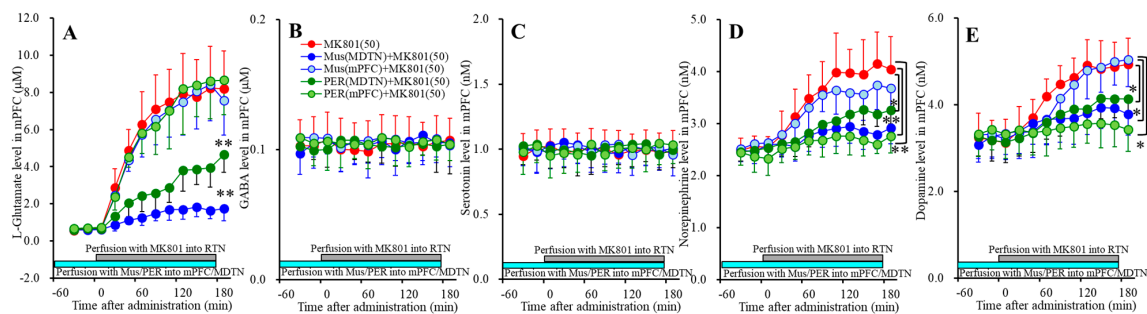 A
L-Glutamate level in mPFC (μM)
12.0
10.0
8.0
6.0
4.0
2.0
0.0
-2.0
**
**
Perfusion with MK801 into RTN
Perfusion with Mus/PER into mPFC/MDTN
-60 0 60 120 180
Time after administration (min)
B
GABA level in mPFC (μM)
0.2
0.1
0.0
MK801(50)
Mus(MDTN)+MK801(50)
Mus(mPFC)+MK801(50)
PER(MDTN)+MK801(50)
PER(mPFC)+MK801(50)
Perfusion with MK801 into RTN
Perfusion with Mus/PER into mPFC/MDTN
-60 0 60 120 180
Time after administration (min)
C
Serotonin level in mPFC (μM)
2.0
1.5
1.0
0.5
0.0
Perfusion with MK801 into RTN
Perfusion with Mus/PER into mPFC/MDTN
-60 0 60 120 180
Time after administration (min)
D
Norepinephrine level in mPFC (μM)
5.0
4.0
3.0
2.0
1.0
0.0
*
**
**
Perfusion with MK801 into RTN
Perfusion with Mus/PER into mPFC/MDTN
-60 0 60 120 180
Time after administration (min)
E
Dopamine level in mPFC (μM)
6.0
4.0
2.0
0.0
*
*
*
Perfusion with MK801 into RTN
Perfusion with Mus/PER into mPFC/MDTN
-60 0 60 120 180
Time after administration (min)